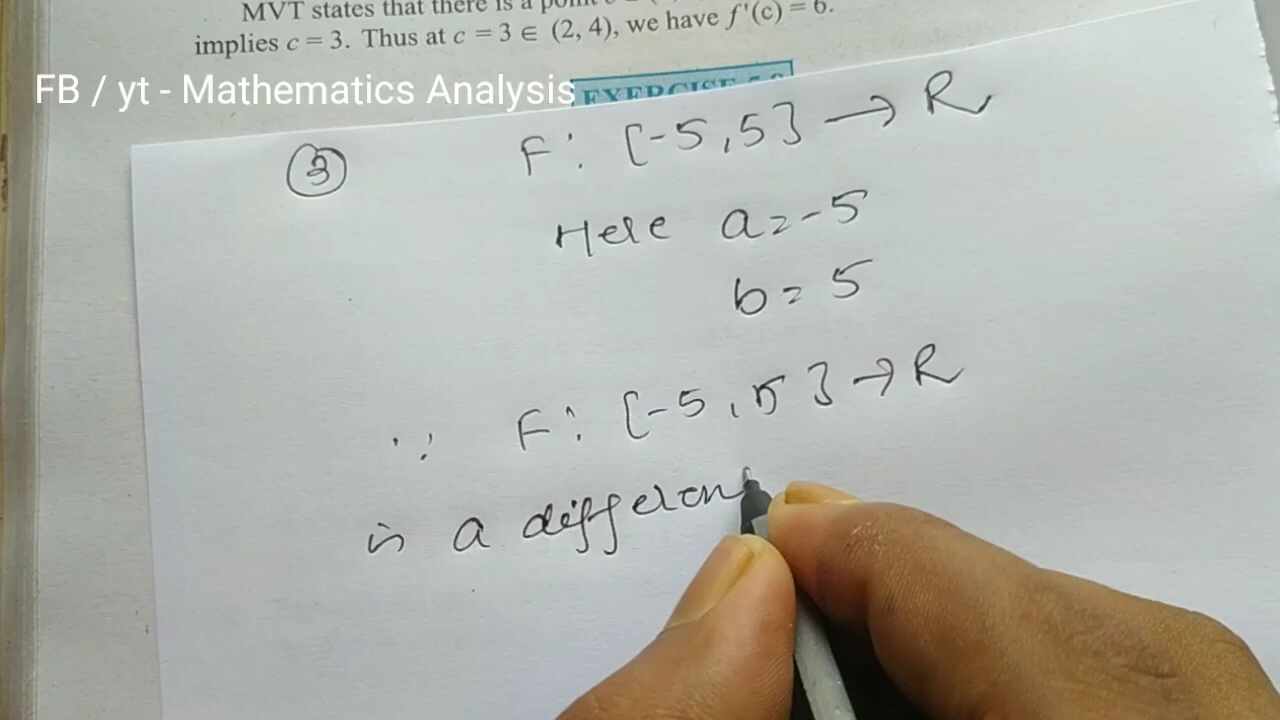 MVT states that there is a
implies c = 3. Thus at c = 3 ∈ (2, 4), we have f'(c) = 6.
FB / yt - Mathematics Analysis
EXERCISE
③ F: [-5,5] → R
Here a = -5
b = 5
∵ F: [-5,5] → R
is a differen